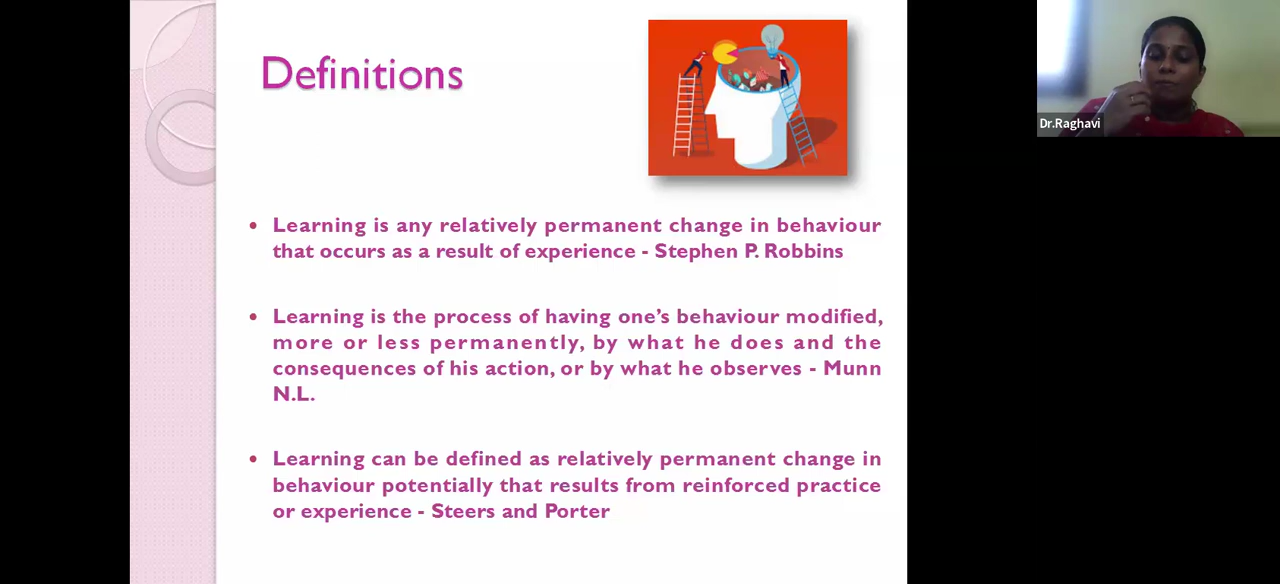 Definitions
Dr.Raghavi
• Learning is any relatively permanent change in behaviour
that occurs as a result of experience - Stephen P. Robbins
• Learning is the process of having one’s behaviour modified,
more or less permanently, by what he does and the
consequences of his action, or by what he observes - Munn
N.L.
• Learning can be defined as relatively permanent change in
behaviour potentially that results from reinforced practice
or experience - Steers and Porter